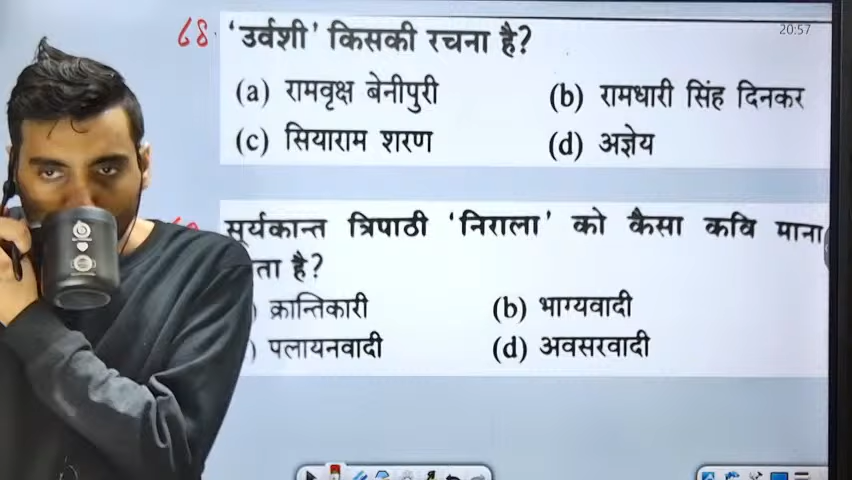 20:57
68. 'उर्वशी' किसकी रचना है?
(a) रामवृक्ष बेनीपुरी (b) रामधारी सिंह दिनकर
(c) सियाराम शरण (d) अज्ञेय
सूर्यकान्त त्रिपाठी 'निराला' को कैसा कवि माना
ता है?
) क्रान्तिकारी (b) भाग्यवादी
) पलायनवादी (d) अवसरवादी